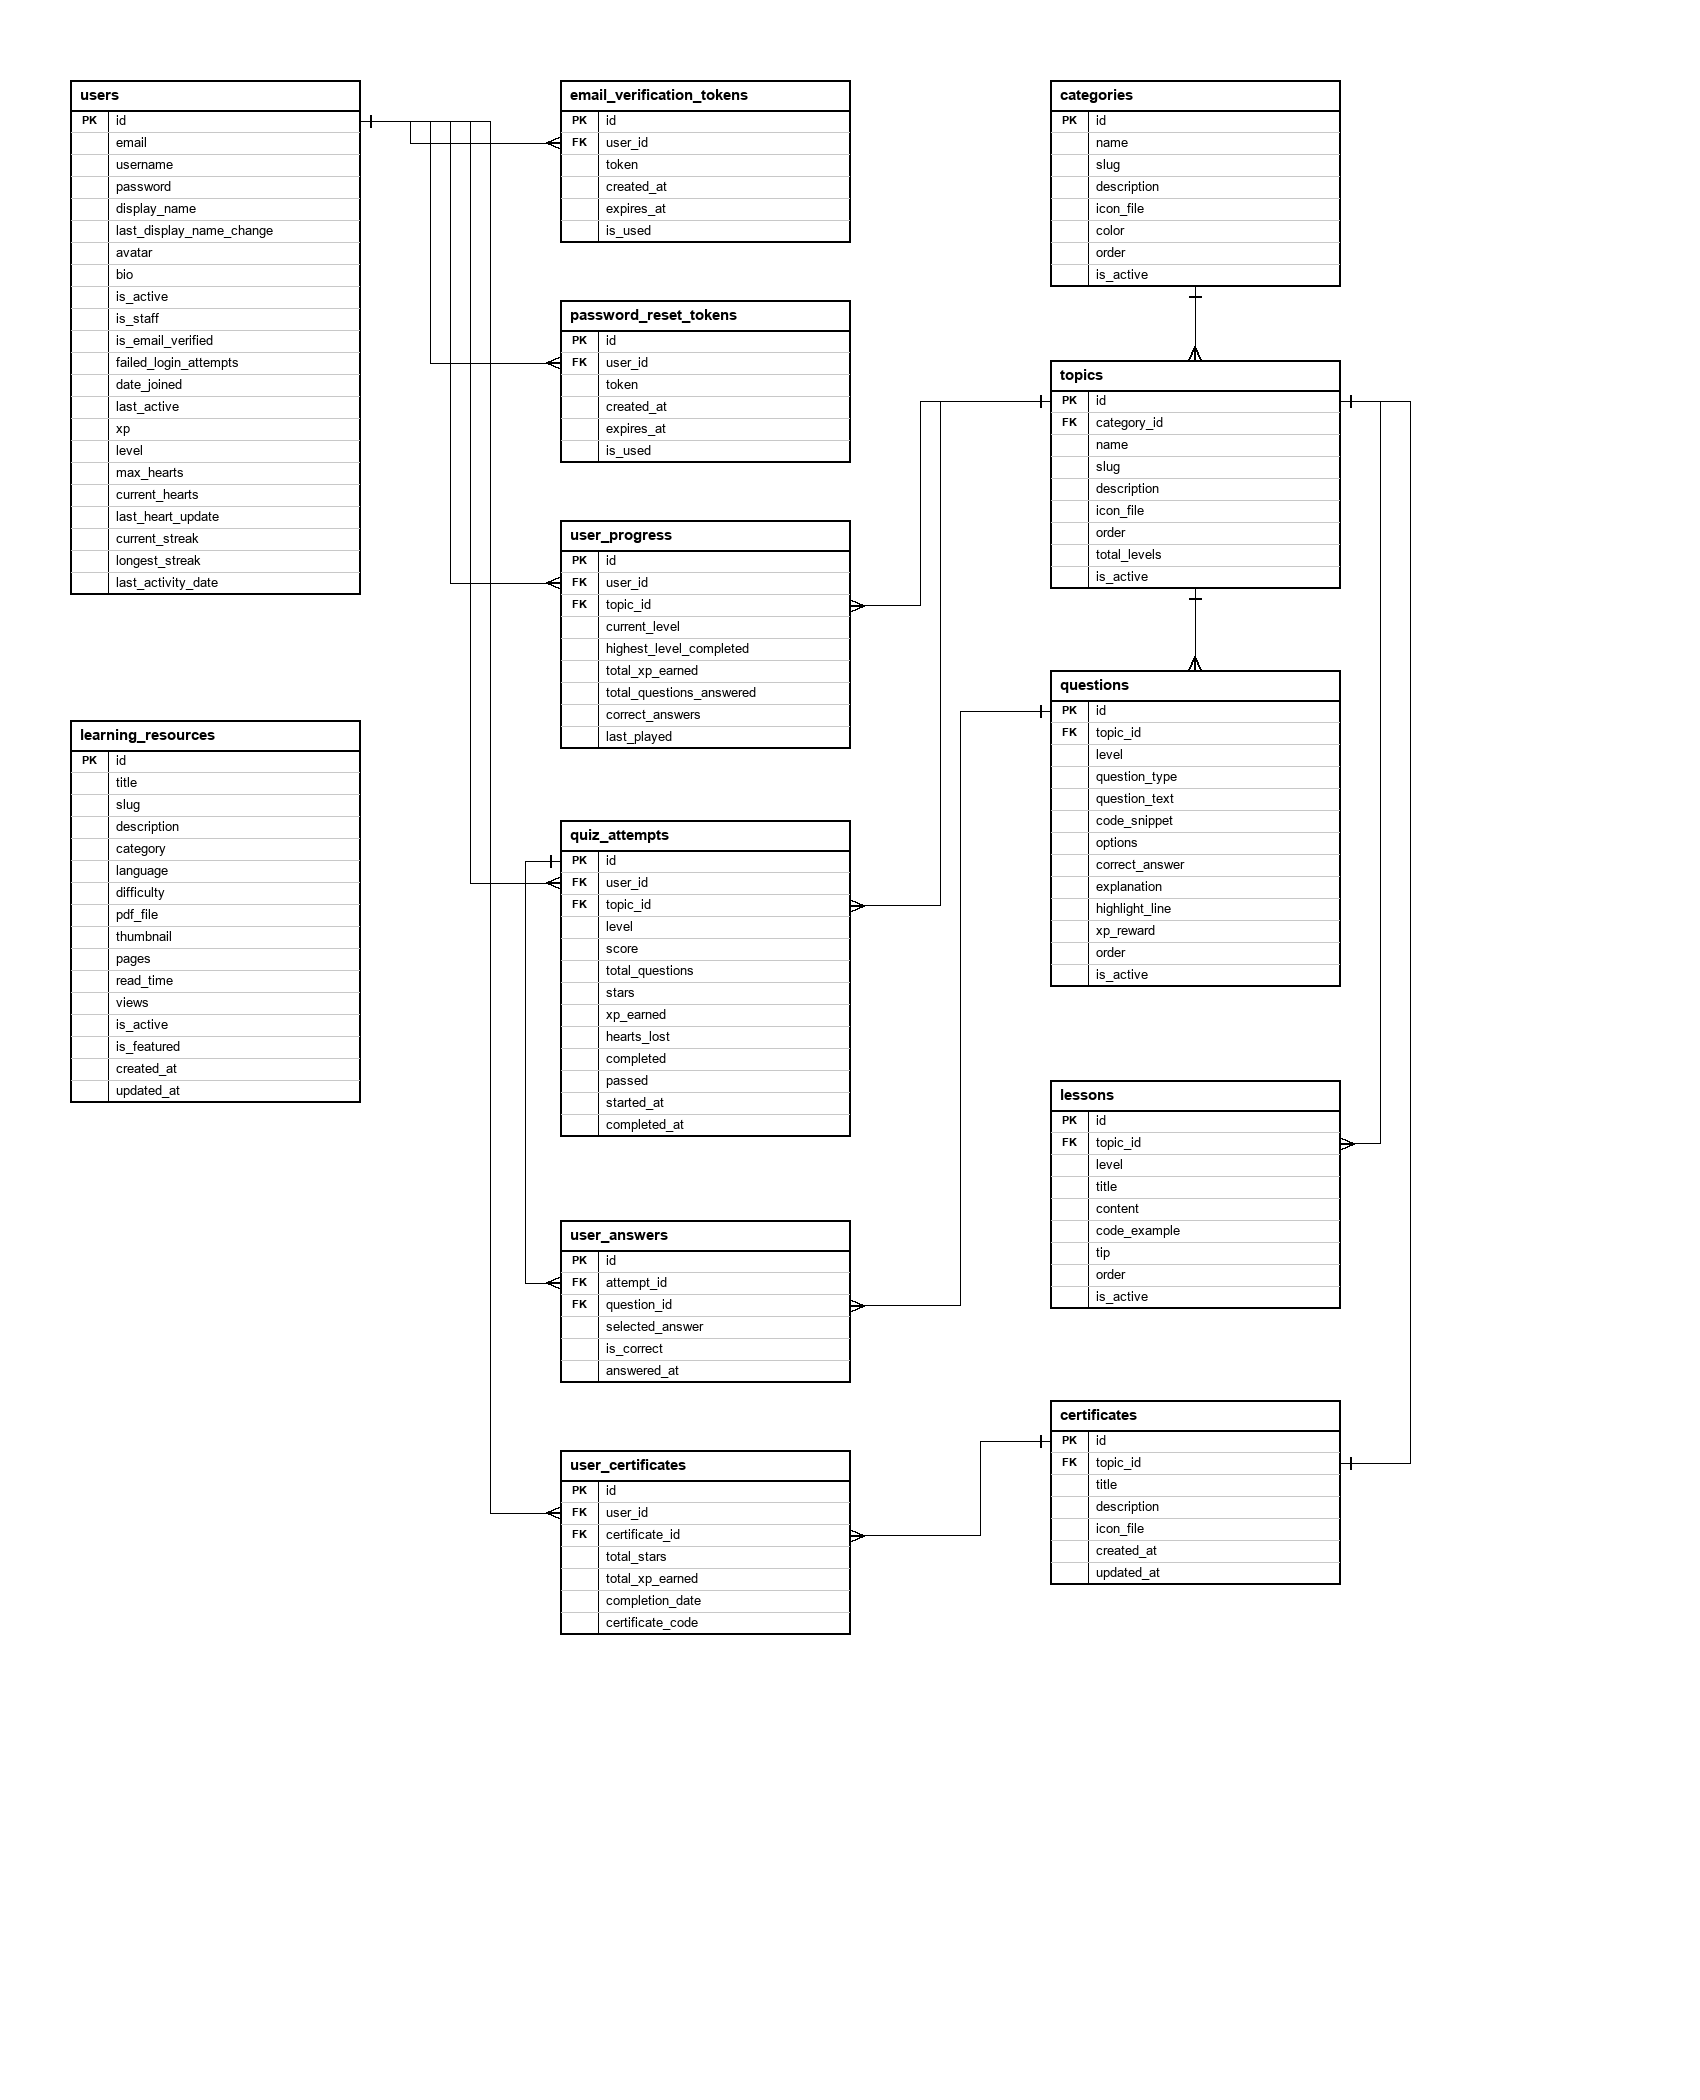 users
PK id
email
username
password
display_name
last_display_name_change
avatar
bio
is_active
is_staff
is_email_verified
failed_login_attempts
date_joined
last_active
xp
level
max_hearts
current_hearts
last_heart_update
current_streak
longest_streak
last_activity_date
learning_resources
PK id
title
slug
description
category
language
difficulty
pdf_file
thumbnail
pages
read_time
views
is_active
is_featured
created_at
updated_at
email_verification_tokens
PK id
FK user_id
token
created_at
expires_at
is_used
password_reset_tokens
PK id
FK user_id
token
created_at
expires_at
is_used
user_progress
PK id
FK user_id
FK topic_id
current_level
highest_level_completed
total_xp_earned
total_questions_answered
correct_answers
last_played
quiz_attempts
PK id
FK user_id
FK topic_id
level
score
total_questions
stars
xp_earned
hearts_lost
completed
passed
started_at
completed_at
user_answers
PK id
FK attempt_id
FK question_id
selected_answer
is_correct
answered_at
user_certificates
PK id
FK user_id
FK certificate_id
total_stars
total_xp_earned
completion_date
certificate_code
categories
PK id
name
slug
description
icon_file
color
order
is_active
topics
PK id
FK category_id
name
slug
description
icon_file
order
total_levels
is_active
questions
PK id
FK topic_id
level
question_type
question_text
code_snippet
options
correct_answer
explanation
highlight_line
xp_reward
order
is_active
lessons
PK id
FK topic_id
level
title
content
code_example
tip
order
is_active
certificates
PK id
FK topic_id
title
description
icon_file
created_at
updated_at